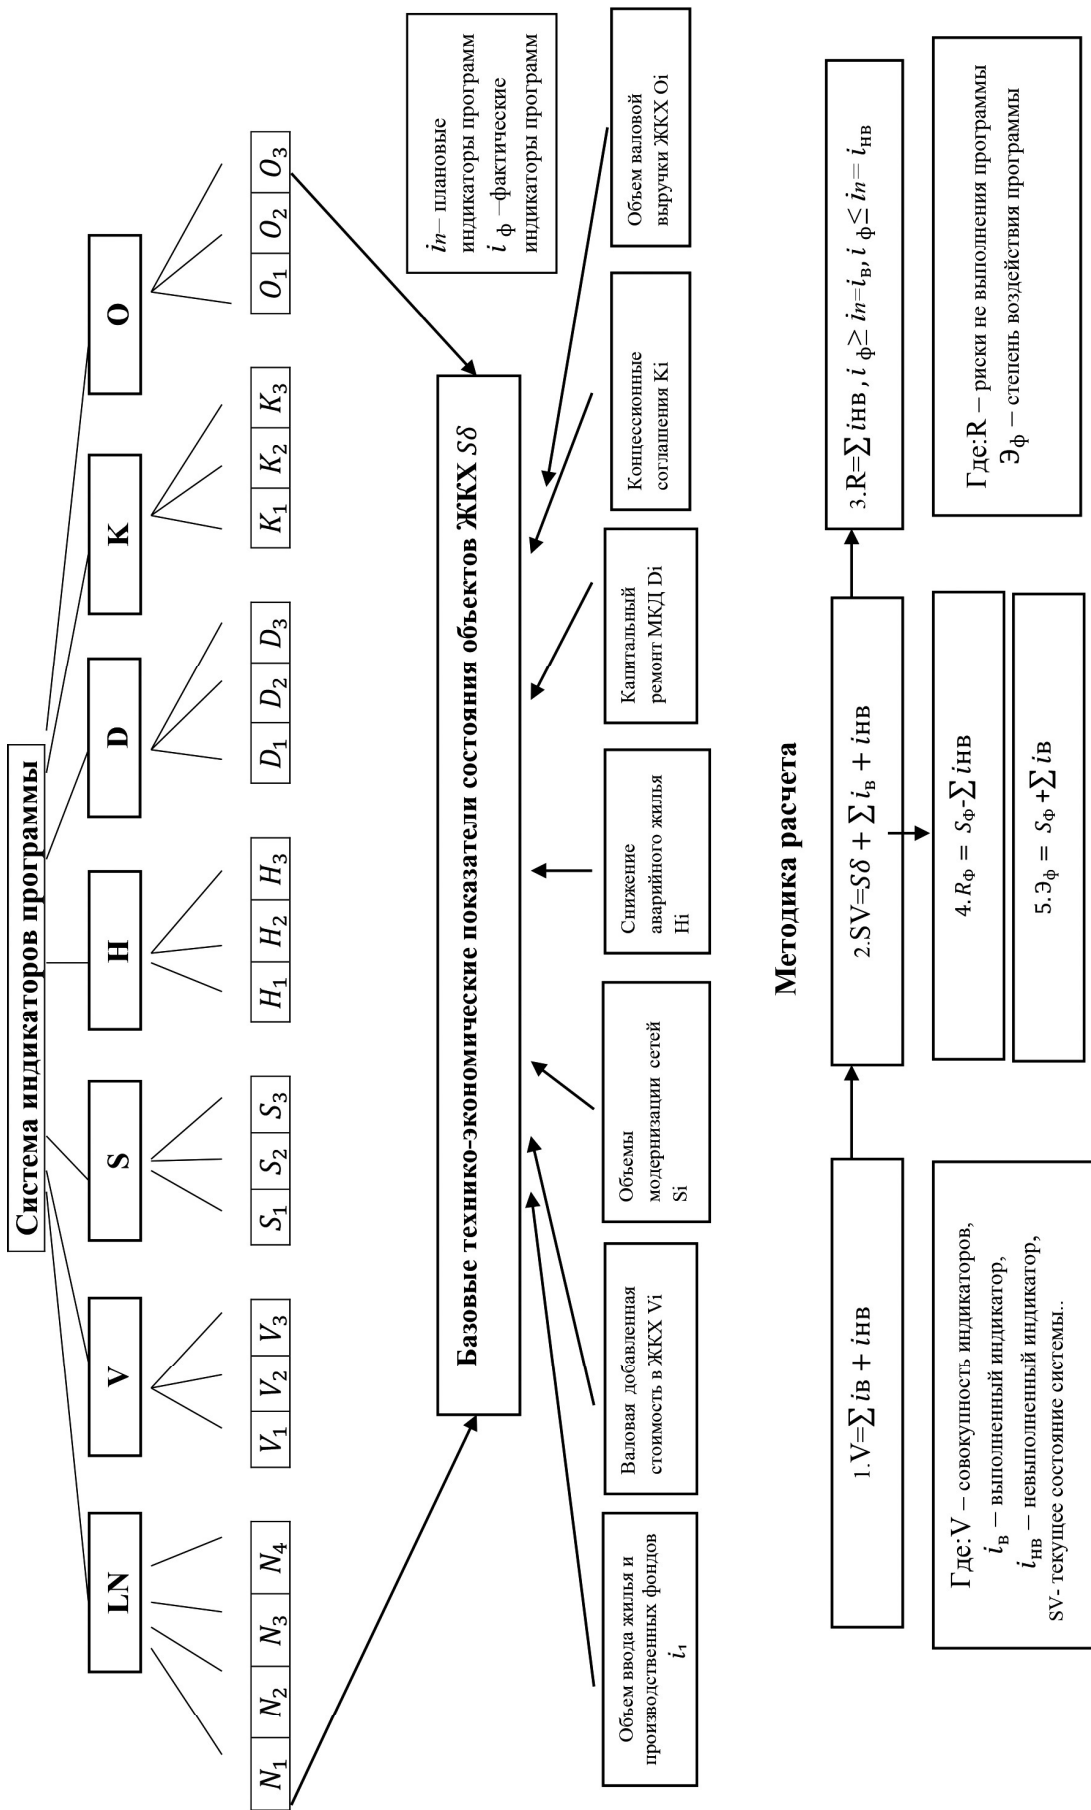 Система индикаторов программы
LN
V
S
H
D
K
O
N₁ N₂ N₃ N₄
V₁ V₂ V₃
S₁ S₂ S₃
H₁ H₂ H₃
D₁ D₂ D₃
K₁ K₂ K₃
O₁ O₂ O₃
iп– плановые
индикаторы программ
i ф –фактические
индикаторы программ
Базовые технико-экономические показатели состояния объектов ЖКХ Sδ
Объем ввода жилья и
производственных фондов
i₁
Валовая добавленная
стоимость в ЖКХ Vi
Объемы
модернизации сетей
Si
Снижение
аварийного жилья
Hi
Капитальный
ремонт МКД Di
Концессионные
соглашения Ki
Объем валовой
выручки ЖКХ Oi
Методика расчета
1.V=∑ iв + iнв
2.SV=Sδ + ∑ iв + iнв
3.R=∑ iнв, i ф≥ iп=iв, i ф≤ iп= iнв
Где:V – совокупность индикаторов,
iв – выполненный индикатор,
iнв – невыполненный индикатор,
SV- текущее состояние системы..
4.RФ = SФ-∑ iнв
5.Эф = SФ +∑ iв
Где:R – риски не выполнения программы
Эф – степень воздействия программы